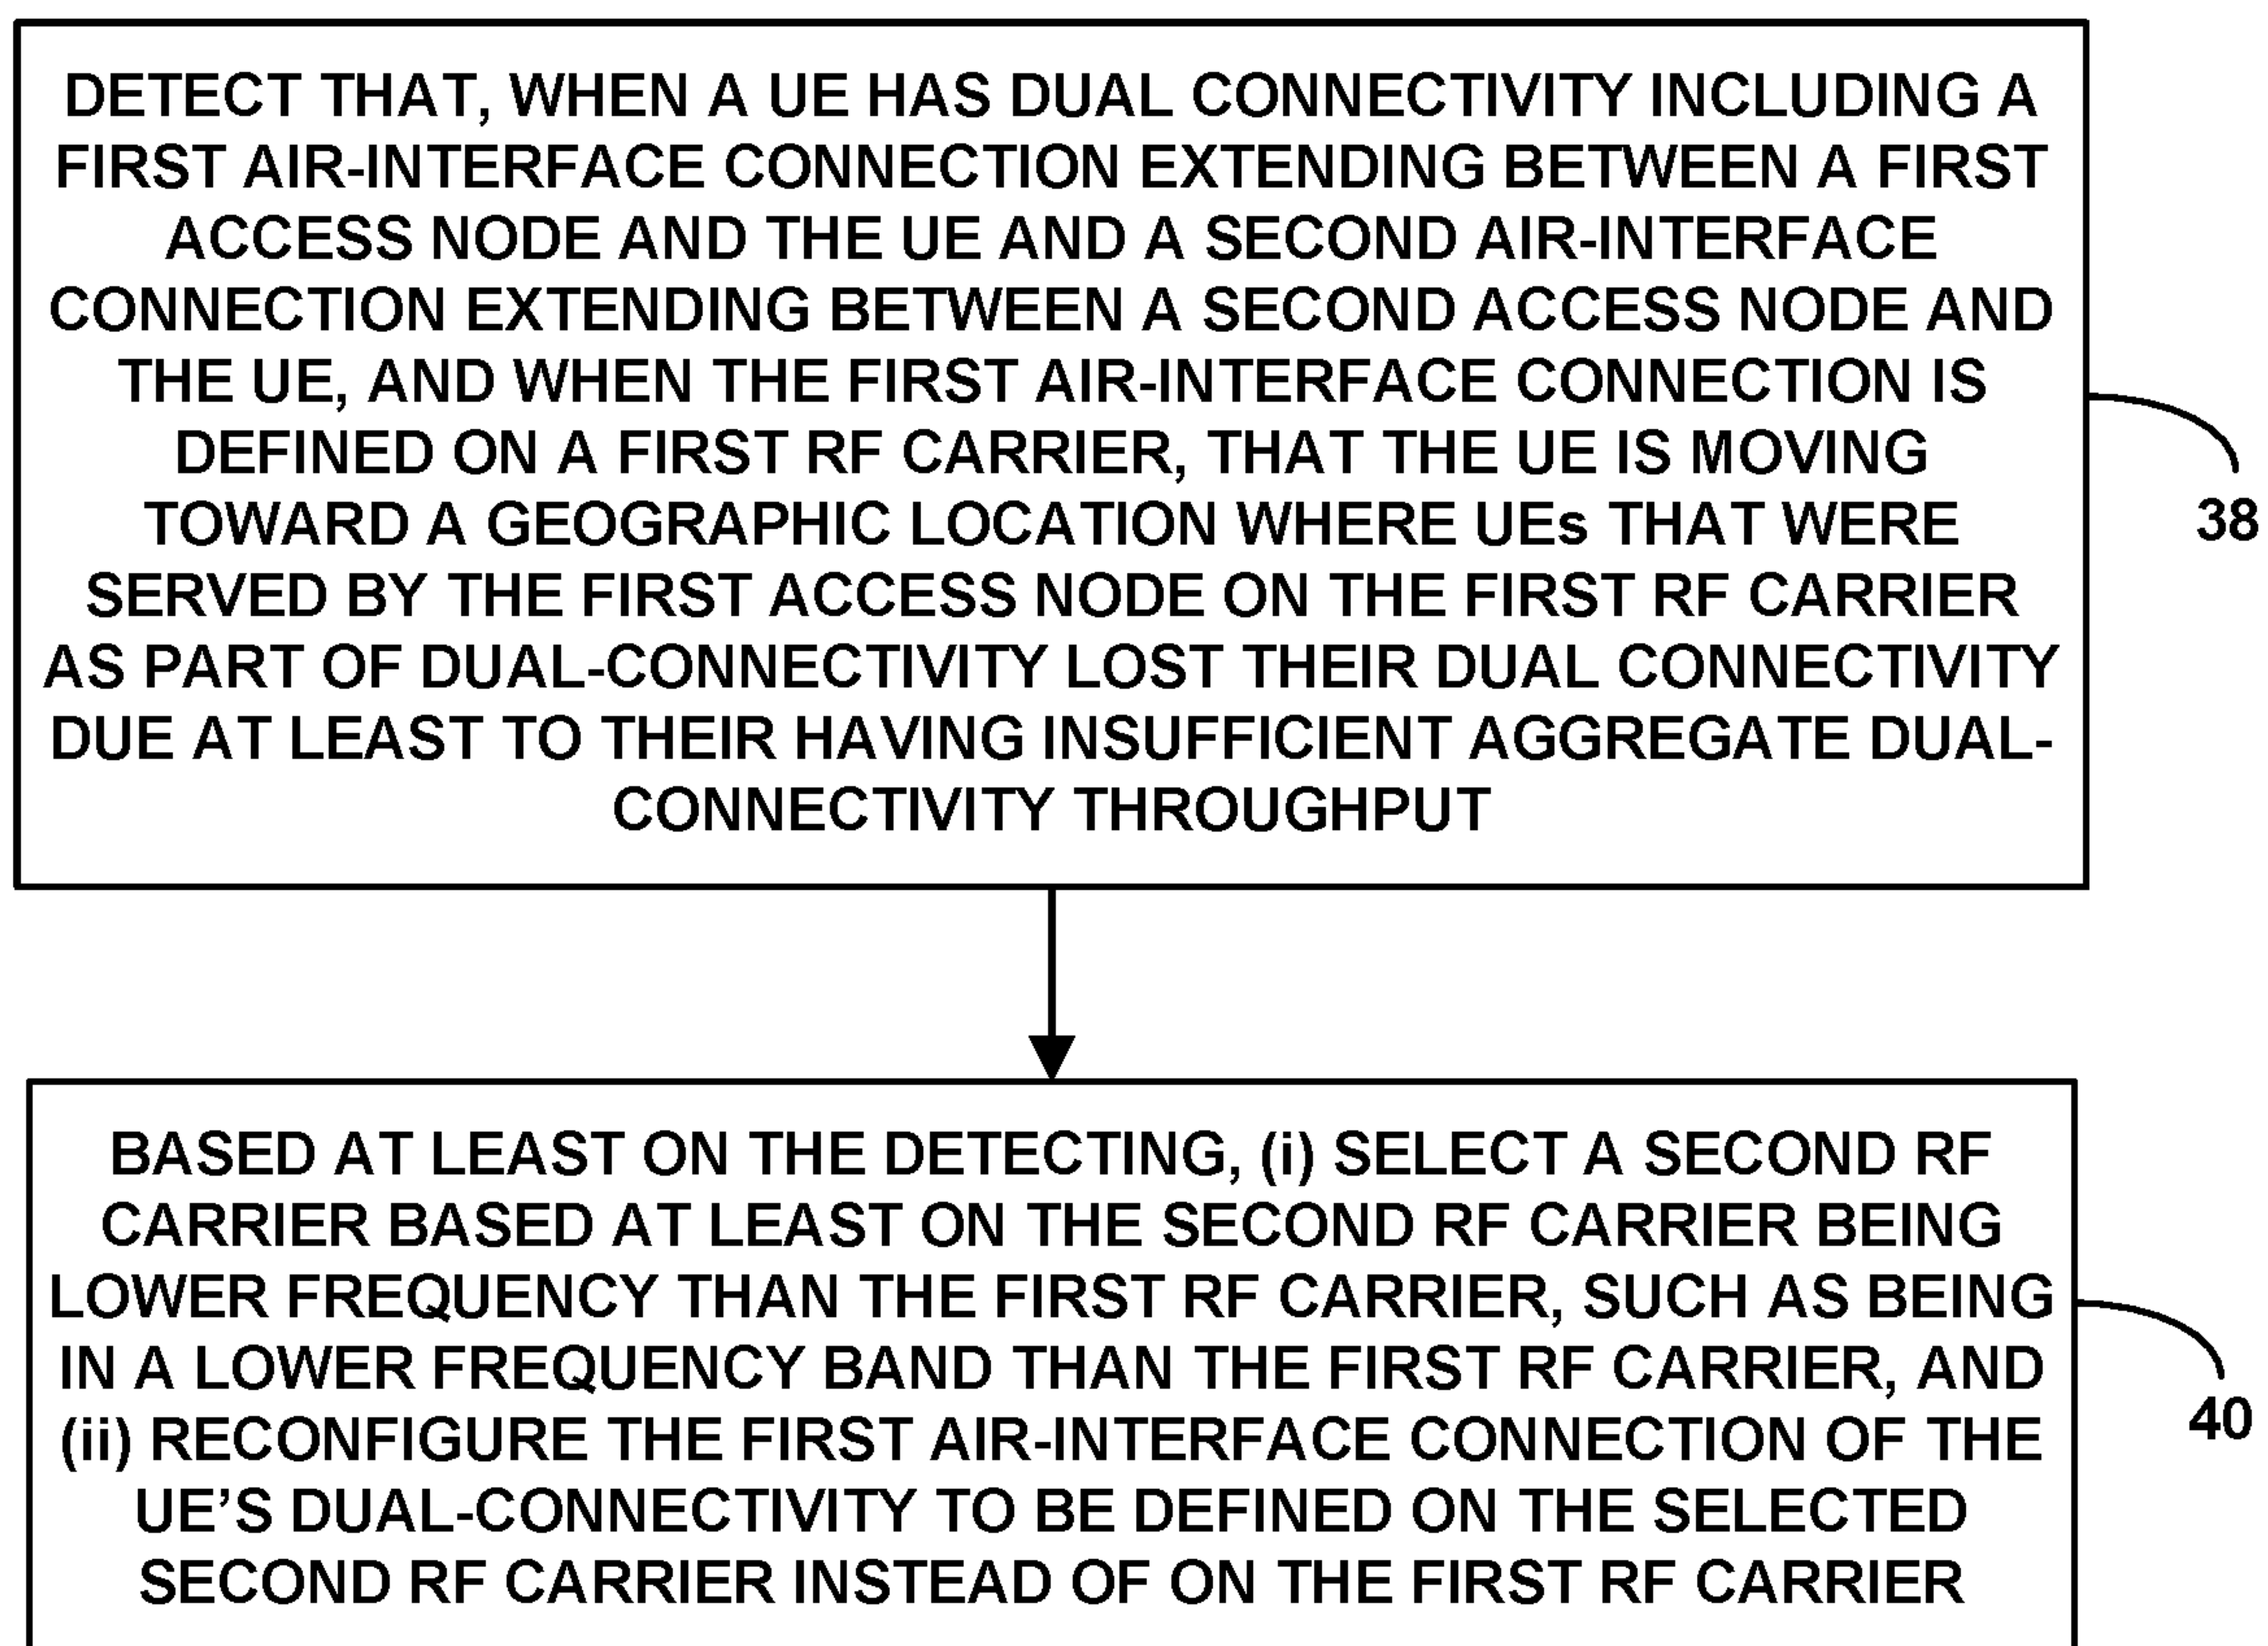 DETECT THAT, WHEN A UE HAS DUAL CONNECTIVITY INCLUDING A
FIRST AIR-INTERFACE CONNECTION EXTENDING BETWEEN A FIRST
ACCESS NODE AND THE UE AND A SECOND AIR-INTERFACE
CONNECTION EXTENDING BETWEEN A SECOND ACCESS NODE AND
THE UE, AND WHEN THE FIRST AIR-INTERFACE CONNECTION IS
DEFINED ON A FIRST RF CARRIER, THAT THE UE IS MOVING
TOWARD A GEOGRAPHIC LOCATION WHERE UEs THAT WERE
SERVED BY THE FIRST ACCESS NODE ON THE FIRST RF CARRIER
AS PART OF DUAL-CONNECTIVITY LOST THEIR DUAL CONNECTIVITY
DUE AT LEAST TO THEIR HAVING INSUFFICIENT AGGREGATE DUAL-
CONNECTIVITY THROUGHPUT
38
BASED AT LEAST ON THE DETECTING, (i) SELECT A SECOND RF
CARRIER BASED AT LEAST ON THE SECOND RF CARRIER BEING
LOWER FREQUENCY THAN THE FIRST RF CARRIER, SUCH AS BEING
IN A LOWER FREQUENCY BAND THAN THE FIRST RF CARRIER, AND
(ii) RECONFIGURE THE FIRST AIR-INTERFACE CONNECTION OF THE
UE’S DUAL-CONNECTIVITY TO BE DEFINED ON THE SELECTED
SECOND RF CARRIER INSTEAD OF ON THE FIRST RF CARRIER
40